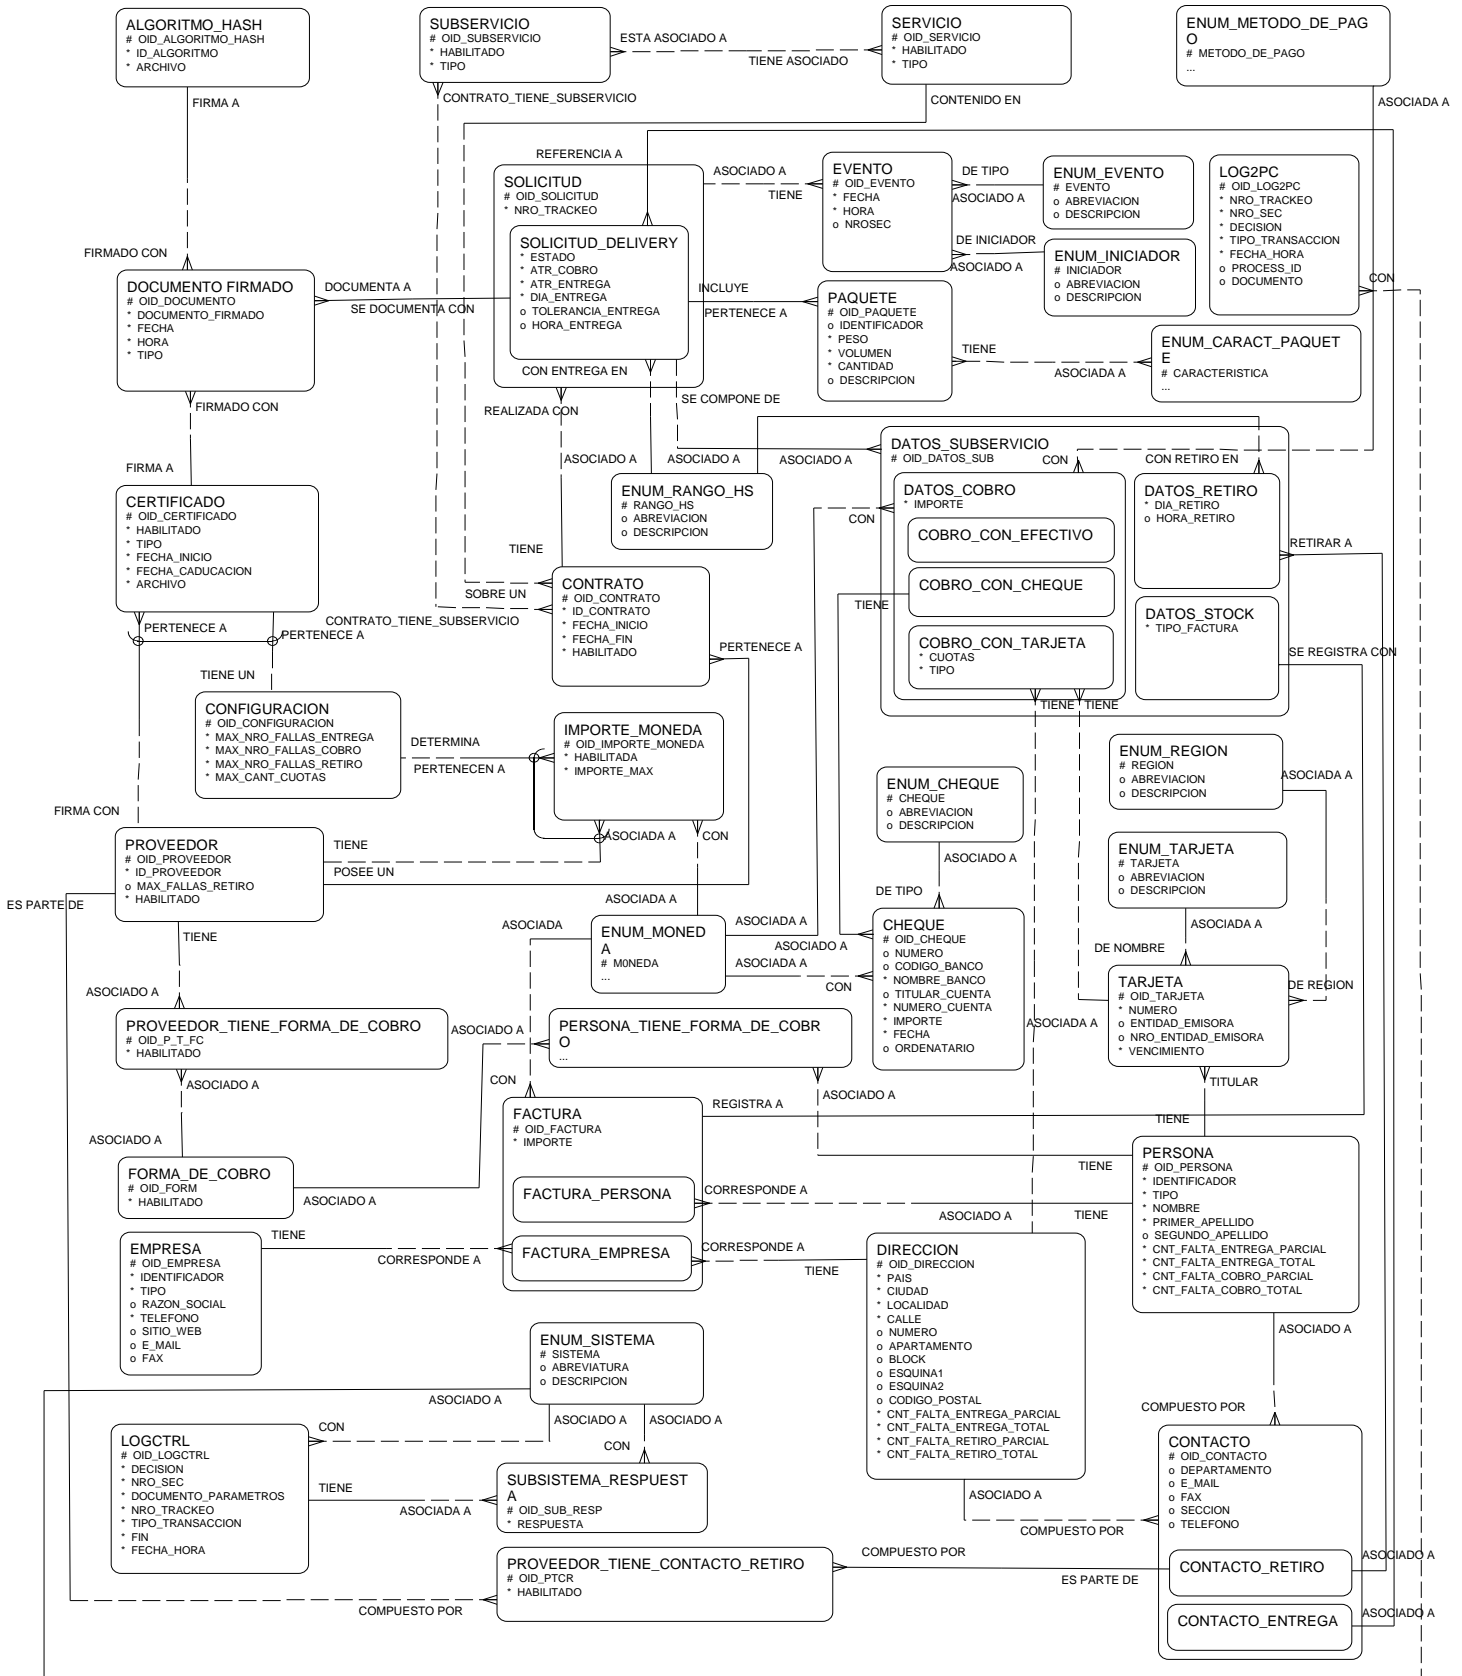 ALGORITMO_HASH
# OID_ALGORITMO_HASH
* ID_ALGORITMO
* ARCHIVO
SUBSERVICIO
# OID_SUBSERVICIO
* HABILITADO
* TIPO
ESTA ASOCIADO A
TIENE ASOCIADO
SERVICIO
# OID_SERVICIO
* HABILITADO
* TIPO
ENUM_METODO_DE_PAG
O
# METODO_DE_PAGO
...
FIRMA A
CONTRATO_TIENE_SUBSERVICIO
CONTENIDO EN
ASOCIADA A
REFERENCIA A
SOLICITUD
# OID_SOLICITUD
* NRO_TRACKEO
ASOCIADO A
TIENE
EVENTO
# OID_EVENTO
* FECHA
* HORA
o NROSEC
DE TIPO
ASOCIADO A
ENUM_EVENTO
# EVENTO
o ABREVIACION
o DESCRIPCION
LOG2PC
# OID_LOG2PC
* NRO_TRACKEO
* NRO_SEC
* DECISION
* TIPO_TRANSACCION
* FECHA_HORA
o PROCESS_ID
o DOCUMENTO
CON
SOLICITUD_DELIVERY
* ESTADO
* ATR_COBRO
* ATR_ENTREGA
* DIA_ENTREGA
o TOLERANCIA_ENTREGA
o HORA_ENTREGA
DE INICIADOR
ASOCIADO A
ENUM_INICIADOR
# INICIADOR
o ABREVIACION
o DESCRIPCION
FIRMADO CON
DOCUMENTO FIRMADO
# OID_DOCUMENTO
* DOCUMENTO_FIRMADO
* FECHA
* HORA
* TIPO
DOCUMENTA A
SE DOCUMENTA CON
INCLUYE
PERTENECE A
PAQUETE
# OID_PAQUETE
o IDENTIFICADOR
* PESO
* VOLUMEN
* CANTIDAD
o DESCRIPCION
TIENE
ASOCIADA A
ENUM_CARACT_PAQUET
E
# CARACTERISTICA
...
CON ENTREGA EN
SE COMPONE DE
FIRMADO CON
REALIZADA CON
FIRMA A
ASOCIADO A
ASOCIADO A
ASOCIADO A
CERTIFICADO
# OID_CERTIFICADO
* HABILITADO
* TIPO
* FECHA_INICIO
* FECHA_CADUCACION
* ARCHIVO
ENUM_RANGO_HS
# RANGO_HS
o ABREVIACION
o DESCRIPCION
DATOS_SUBSERVICIO
# OID_DATOS_SUB
CON
CON RETIRO EN
DATOS_COBRO
* IMPORTE
CON
COBRO_CON_EFECTIVO
COBRO_CON_CHEQUE
TIENE
COBRO_CON_TARJETA
* CUOTAS
* TIPO
DATOS_RETIRO
* DIA_RETIRO
o HORA_RETIRO
RETIRAR A
DATOS_STOCK
* TIPO_FACTURA
SE REGISTRA CON
TIENE
TIENE
TIENE
SOBRE UN
CONTRATO_TIENE_SUBSERVICIO
CONTRATO
# OID_CONTRATO
* ID_CONTRATO
* FECHA_INICIO
* FECHA_FIN
* HABILITADO
PERTENECE A
PERTENECE A
PERTENECE A
TIENE UN
CONFIGURACION
# OID_CONFIGURACION
* MAX_NRO_FALLAS_ENTREGA
* MAX_NRO_FALLAS_COBRO
* MAX_NRO_FALLAS_RETIRO
* MAX_CANT_CUOTAS
DETERMINA
PERTENECEN A
IMPORTE_MONEDA
# OID_IMPORTE_MONEDA
* HABILITADA
* IMPORTE_MAX
ENUM_CHEQUE
# CHEQUE
o ABREVIACION
o DESCRIPCION
ENUM_REGION
# REGION
o ABREVIACION
o DESCRIPCION
ASOCIADA A
FIRMA CON
PROVEEDOR
# OID_PROVEEDOR
* ID_PROVEEDOR
o MAX_FALLAS_RETIRO
* HABILITADO
TIENE
POSEE UN
ASOCIADA A
CON
ASOCIADO A
DE TIPO
ENUM_TARJETA
# TARJETA
o ABREVIACION
o DESCRIPCION
ES PARTE DE
TIENE
ASOCIADA A
ASOCIADA
ENUM_MONED
A
# M0NEDA
...
ASOCIADA A
ASOCIADO A
ASOCIADA A
CON
CHEQUE
# OID_CHEQUE
o NUMERO
o CODIGO_BANCO
* NOMBRE_BANCO
o TITULAR_CUENTA
* NUMERO_CUENTA
* IMPORTE
* FECHA
o ORDENATARIO
ASOCIADA A
DE NOMBRE
TARJETA
# OID_TARJETA
* NUMERO
o ENTIDAD_EMISORA
o NRO_ENTIDAD_EMISORA
* VENCIMIENTO
DE REGION
ASOCIADA A
ASOCIADO A
PROVEEDOR_TIENE_FORMA_DE_COBRO
# OID_P_T_FC
* HABILITADO
ASOCIADO A
PERSONA_TIENE_FORMA_DE_COBR
O
...
ASOCIADO A
CON
ASOCIADO A
TITULAR
FACTURA
# OID_FACTURA
* IMPORTE
REGISTRA A
TIENE
ASOCIADO A
FORMA_DE_COBRO
# OID_FORM
* HABILITADO
ASOCIADO A
FACTURA_PERSONA
CORRESPONDE A
TIENE
TIENE
PERSONA
# OID_PERSONA
* IDENTIFICADOR
* TIPO
* NOMBRE
* PRIMER_APELLIDO
o SEGUNDO_APELLIDO
* CNT_FALTA_ENTREGA_PARCIAL
* CNT_FALTA_ENTREGA_TOTAL
* CNT_FALTA_COBRO_PARCIAL
* CNT_FALTA_COBRO_TOTAL
ASOCIADO A
EMPRESA
# OID_EMPRESA
* IDENTIFICADOR
* TIPO
o RAZON_SOCIAL
* TELEFONO
o SITIO_WEB
o E_MAIL
o FAX
TIENE
CORRESPONDE A
FACTURA_EMPRESA
CORRESPONDE A
TIENE
DIRECCION
# OID_DIRECCION
* PAIS
* CIUDAD
* LOCALIDAD
* CALLE
o NUMERO
o APARTAMENTO
o BLOCK
o ESQUINA1
o ESQUINA2
o CODIGO_POSTAL
* CNT_FALTA_ENTREGA_PARCIAL
* CNT_FALTA_ENTREGA_TOTAL
* CNT_FALTA_RETIRO_PARCIAL
* CNT_FALTA_RETIRO_TOTAL
ASOCIADO A
COMPUESTO POR
ENUM_SISTEMA
# SISTEMA
o ABREVIATURA
o DESCRIPCION
ASOCIADO A
ASOCIADO A
ASOCIADO A
CON
CON
LOGCTRL
# OID_LOGCTRL
* DECISION
* NRO_SEC
* DOCUMENTO_PARAMETROS
* NRO_TRACKEO
* TIPO_TRANSACCION
* FIN
* FECHA_HORA
TIENE
ASOCIADA A
SUBSISTEMA_RESPUEST
A
# OID_SUB_RESP
* RESPUESTA
ASOCIADO A
COMPUESTO POR
CONTACTO
# OID_CONTACTO
o DEPARTAMENTO
o E_MAIL
o FAX
o SECCION
o TELEFONO
PROVEEDOR_TIENE_CONTACTO_RETIRO
# OID_PTCR
* HABILITADO
COMPUESTO POR
COMPUESTO POR
ES PARTE DE
CONTACTO_RETIRO
ASOCIADO A
CONTACTO_ENTREGA
ASOCIADO A